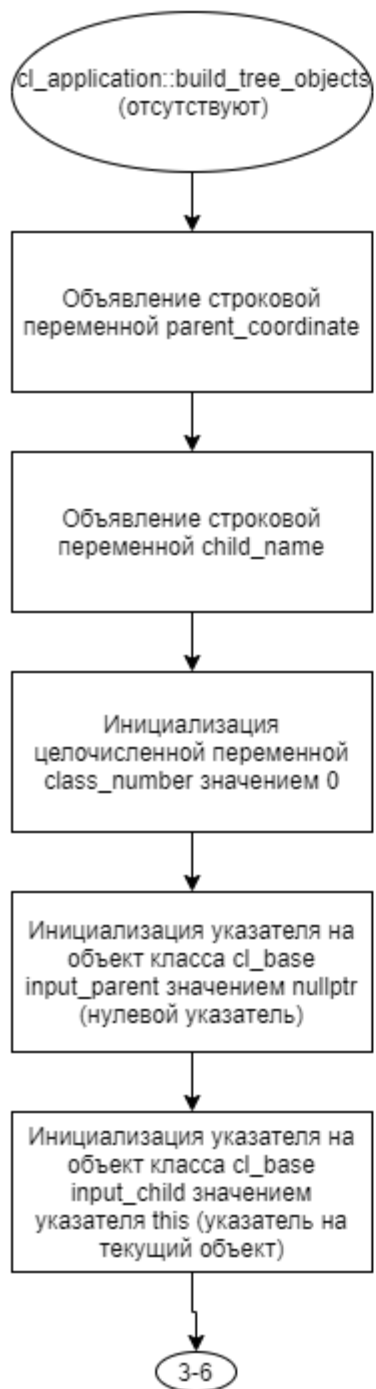 cl_application::build_tree_objects
(отсутствуют)
Объявление строковой
переменной parent_coordinate
Объявление строковой
переменной child_name
Инициализация
целочисленной переменной
class_number значением 0
Инициализация указателя на
объект класса cl_base
input_parent значением nullptr
(нулевой указатель)
Инициализация указателя на
объект класса cl_base
input_child значением
указателя this (указатель на
текущий объект)
3-6